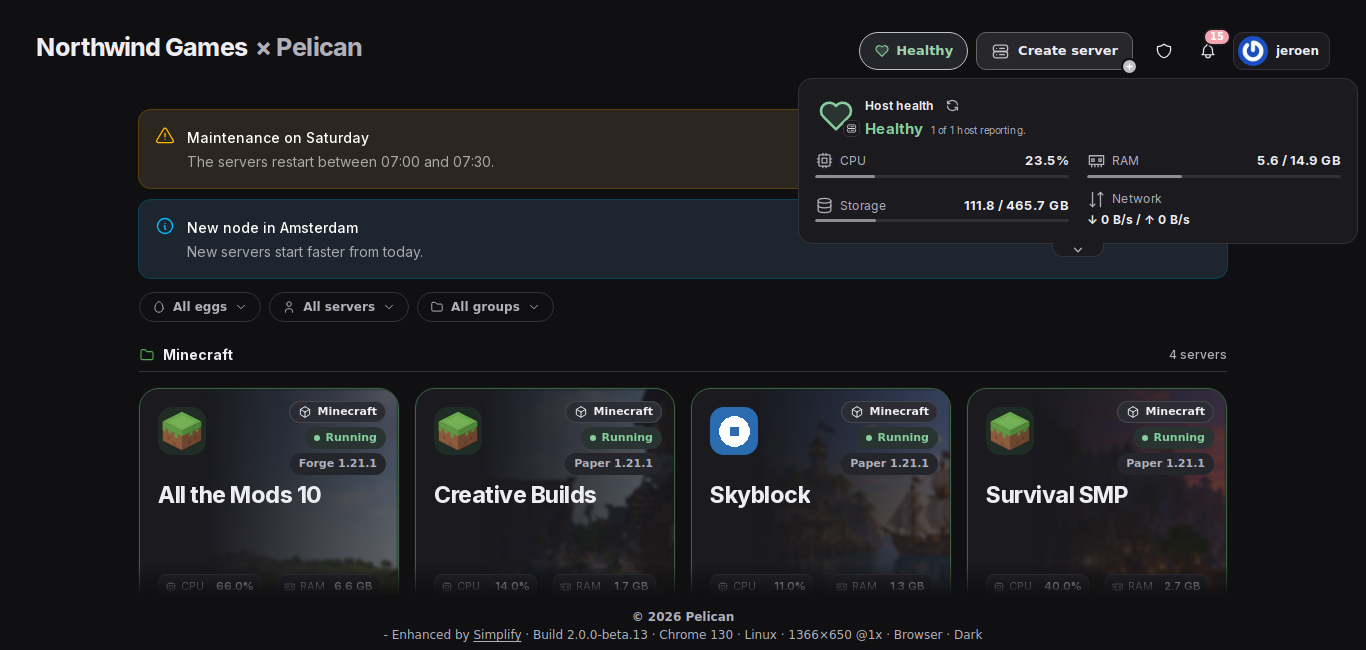 Northwind Games × Pelican
Healthy
Create server
15
jeroen
Host health
Healthy 1 of 1 host reporting.
CPU 23.5%
RAM 5.6 / 14.9 GB
Storage 111.8 / 465.7 GB
Network
↓ 0 B/s / ↑ 0 B/s
Maintenance on Saturday
The servers restart between 07:00 and 07:30.
New node in Amsterdam
New servers start faster from today.
All eggs
All servers
All groups
Minecraft
4 servers
Minecraft
Running
Forge 1.21.1
All the Mods 10
CPU 66.0% RAM 6.6 GB
Minecraft
Running
Paper 1.21.1
Creative Builds
CPU 14.0% RAM 1.7 GB
Minecraft
Running
Paper 1.21.1
Skyblock
CPU 11.0% RAM 1.3 GB
Minecraft
Running
Paper 1.21.1
Survival SMP
CPU 40.0% RAM 2.7 GB
© 2026 Pelican
- Enhanced by Simplify · Build 2.0.0-beta.13 · Chrome 130 · Linux · 1366×650 @1x · Browser · Dark